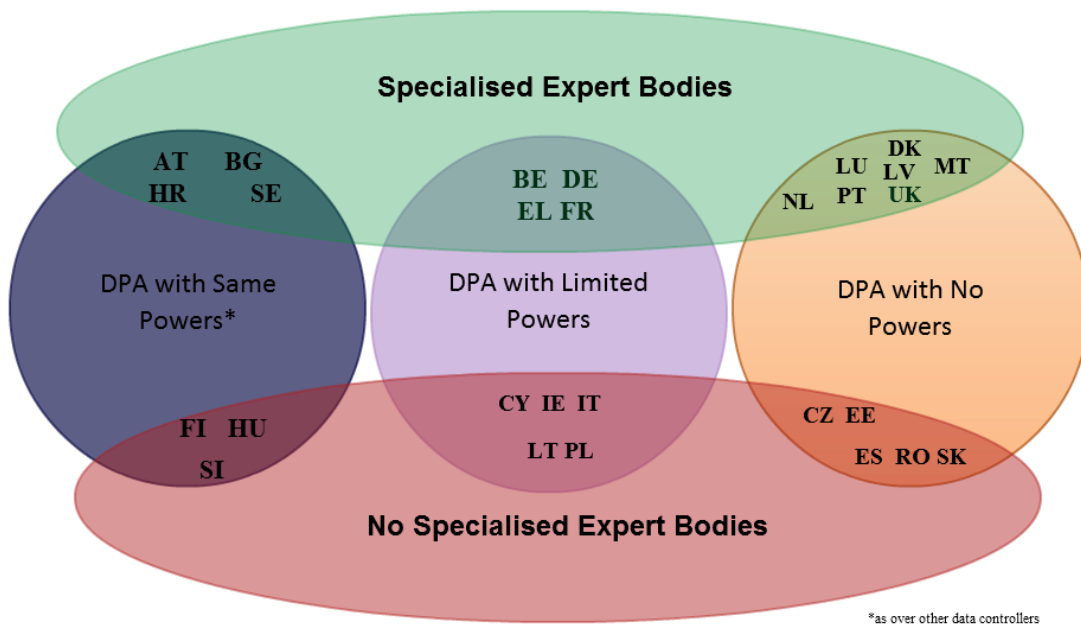 Specialised Expert Bodies
AT BG
HR SE
BE DE
EL FR
DK
LU LV MT
NL PT UK
DPA with Same
Powers*
DPA with Limited
Powers
DPA with No
Powers
FI HU
SI
CY IE IT
LT PL
CZ EE
ES RO SK
No Specialised Expert Bodies
*as over other data controllers